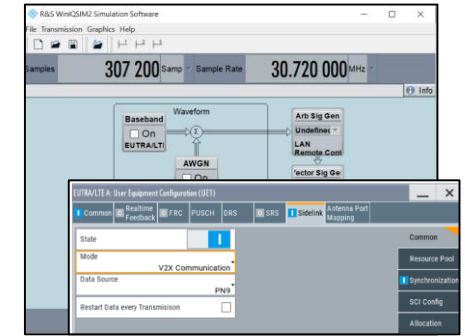 R&S WinIQSIM2 Simulation Software
File Transmission Graphics Help
Samples 307 200 Samp Sample Rate 30.720 000 MHz
Info
Waveform
Baseband
On
EUTRA/LTE
AWGN
On
Arb Sig Gen
Undefined
LAN
Remote Conf
Vector Sig Ge
EUTRA/LTE A: User Equipment Configuration (UE1)
Common Realtime Feedback FRC PUSCH DRS SRS Sidelink Antenna Port Mapping
State
Mode
V2X Communication
Data Source
PN9
Restart Data every Transmisison
Common
Resource Pool
Synchronization
SCI Config
Allocation